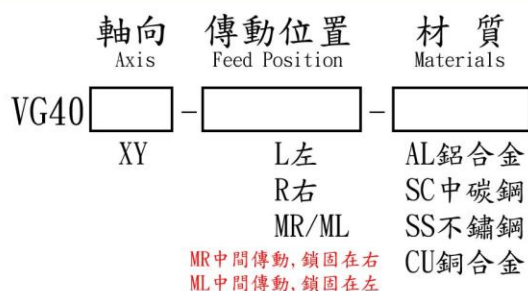 軸向 傳動位置 材 質
Axis Feed Position Materials
VG40 - -
XY L左 AL鋁合金
R右 SC中碳鋼
MR/ML SS不鏽鋼
MR中間傳動,鎖固在右 CU銅合金
ML中間傳動,鎖固在左